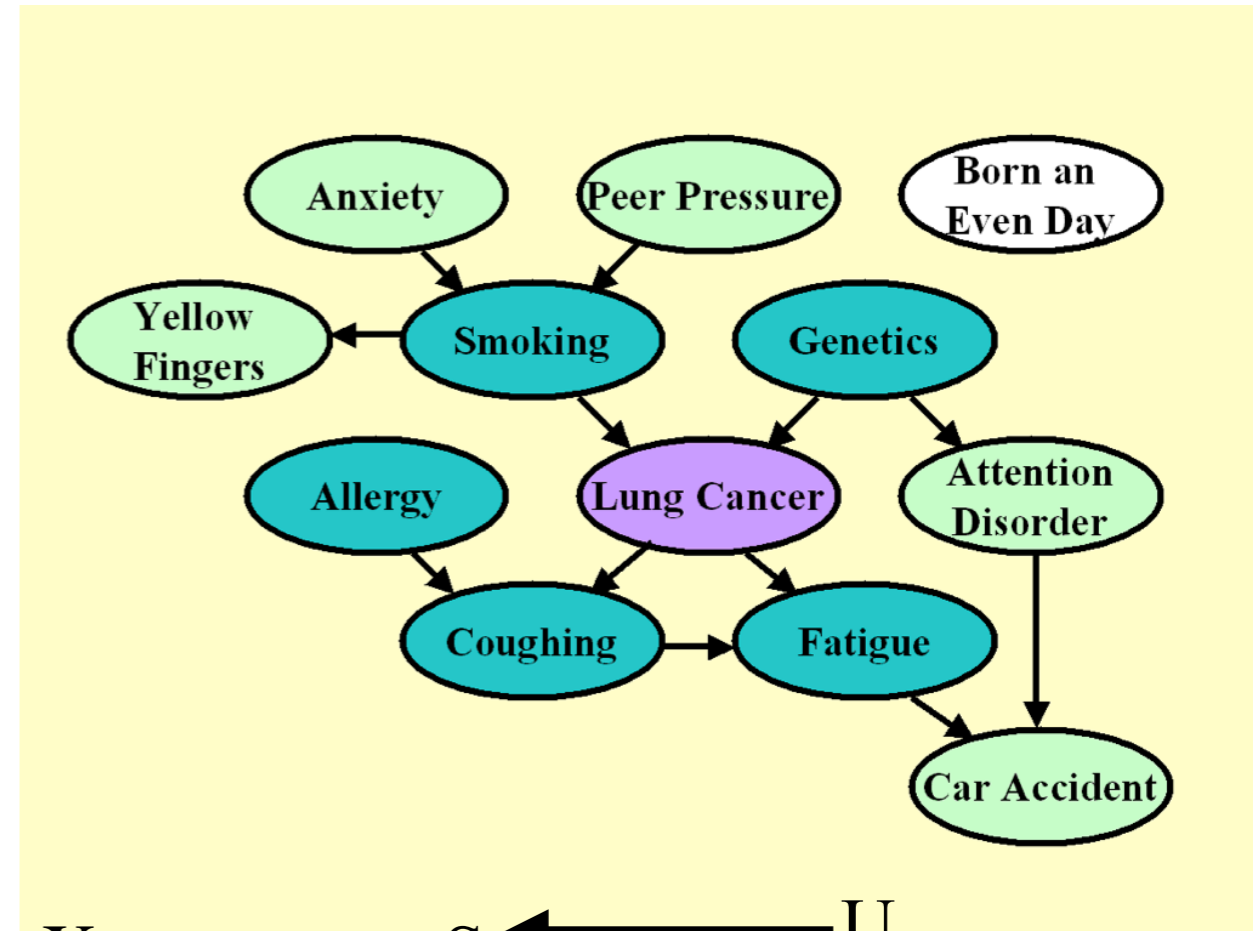 Anxiety
Peer Pressure
Born an
Even Day
Yellow
Fingers
Smoking
Genetics
Allergy
Lung Cancer
Attention
Disorder
Coughing
Fatigue
Car Accident
U